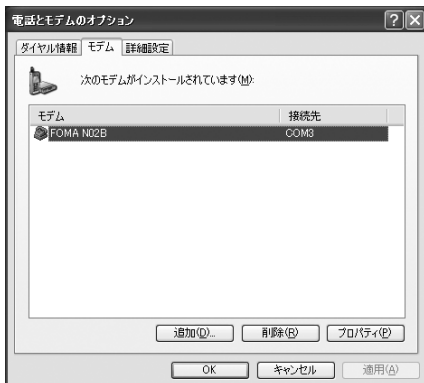 電話とモデムのオプション
ダイヤル情報 モデム 詳細設定
次のモデムがインストールされています(M):
モデム 接続先
FOMA N02B COM3
追加(D)... 削除(R) プロパティ(P)
OK キャンセル 適用(A)